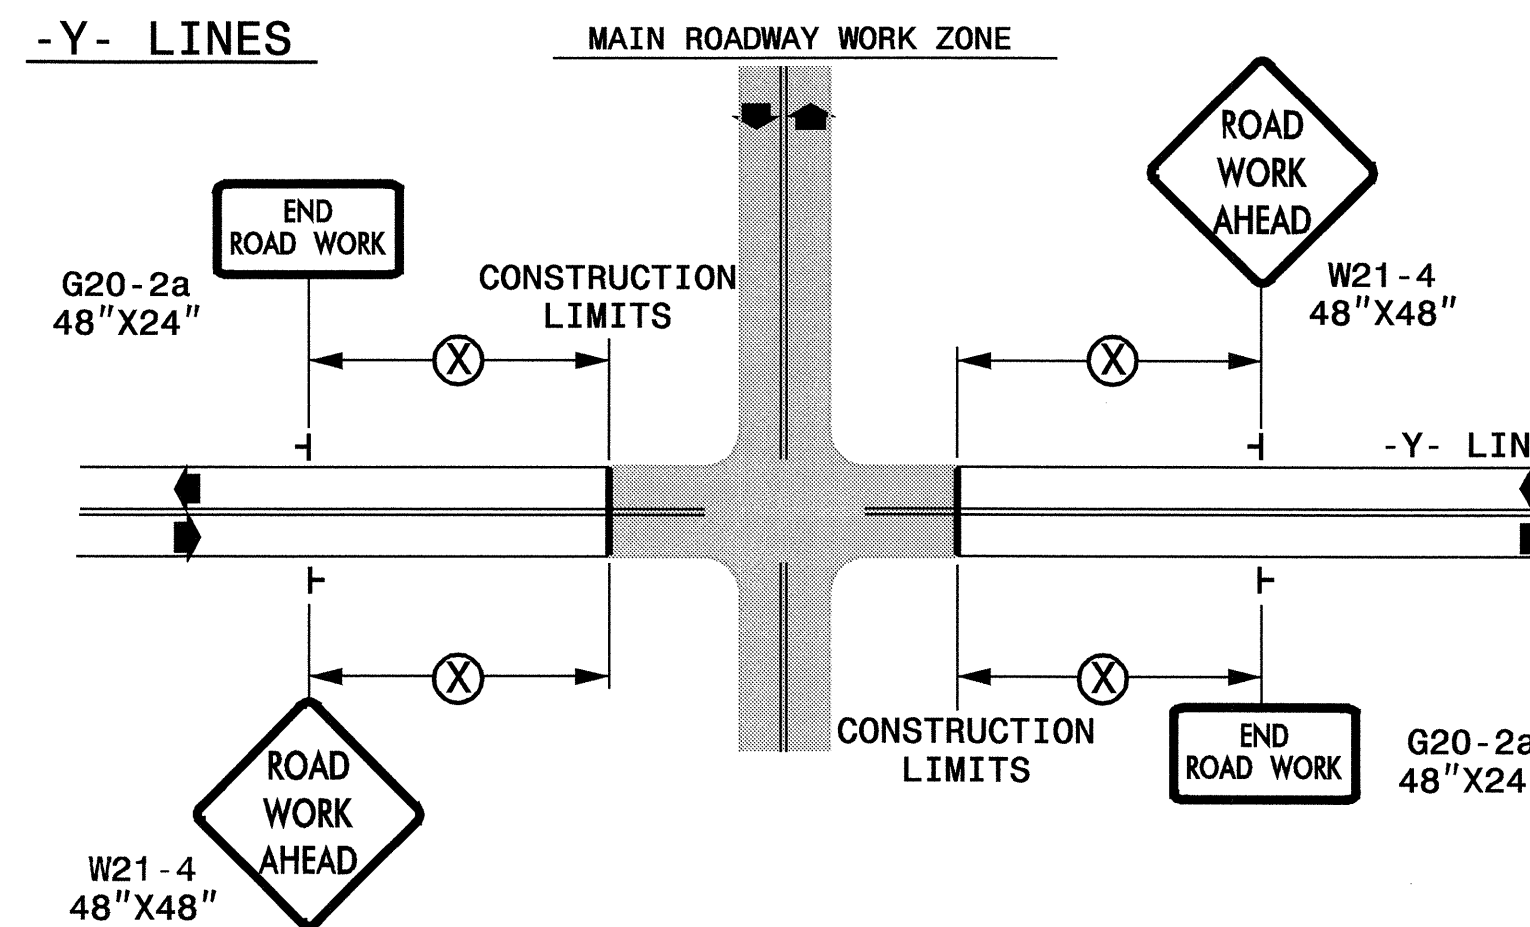 -Y- LINES
MAIN ROADWAY WORK ZONE
ROAD
WORK
AHEAD
END
ROAD WORK
G20-2a
48"X24"
CONSTRUCTION
LIMITS
W21-4
48"X48"
X
X
-Y- LIN
X
X
CONSTRUCTION
LIMITS
END
ROAD WORK
G20-2a
48"X24
ROAD
WORK
AHEAD
W21-4
48"X48"